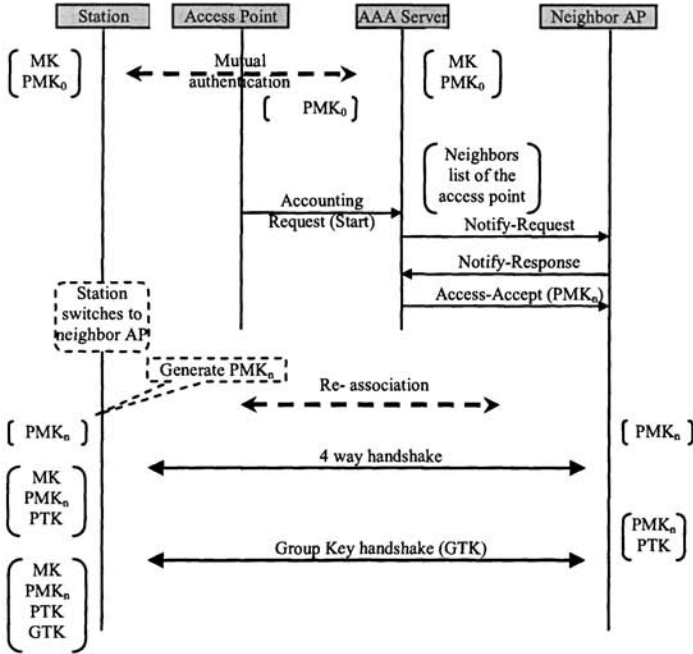 Station
Access Point
AAA Server
Neighbor AP
MK
PMK₀
Mutual
authentication
MK
PMK₀
PMK₀
Neighbors
list of the
access point
Accounting
Request (Start)
Notify-Request
Notify-Response
Access-Accept (PMKₙ)
Station
switches to
neighbor AP
Generate PMKₙ
Re- association
PMKₙ
PMKₙ
4 way handshake
MK
PMKₙ
PTK
PMKₙ
PTK
Group Key handshake (GTK)
MK
PMKₙ
PTK
GTK